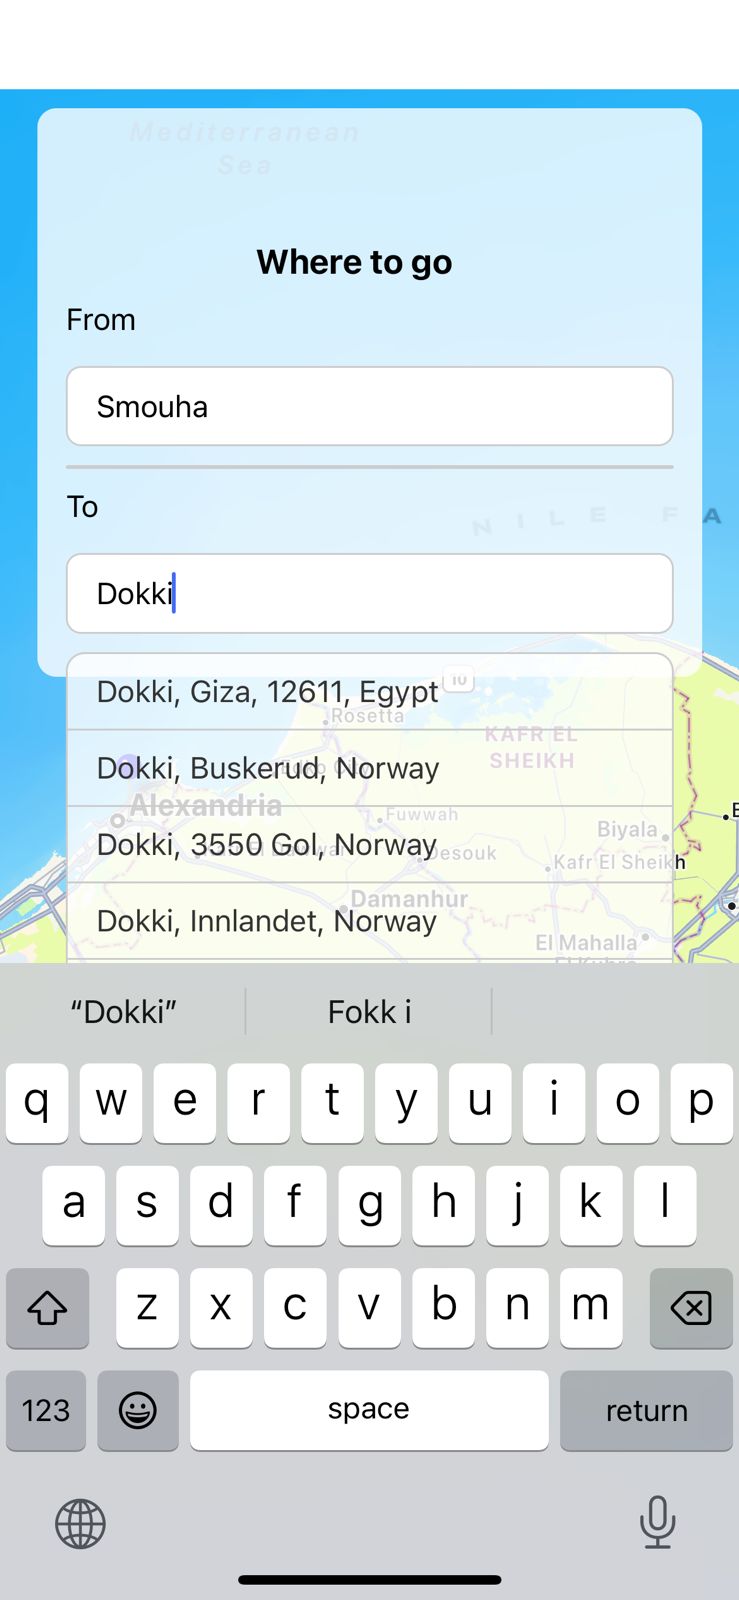 Mediterranean
Sea
Where to go
From
Smouha
To
NILE FA
Dokki
Dokki, Giza, 12611, Egypt
10
Rosetta
KAFR EL
SHEIKH
Dokki, Buskerud, Norway
Alexandria
Fuwwah
Biyala
Dokki, 3550 Gol, Norway
Desouk
Kafr El Sheikh
Damanhur
Dokki, Innlandet, Norway
El Mahalla
El Kubra
“Dokki”
Fokk i
q w e r t y u i o p
a s d f g h j k l
z x c v b n m
123
space
return